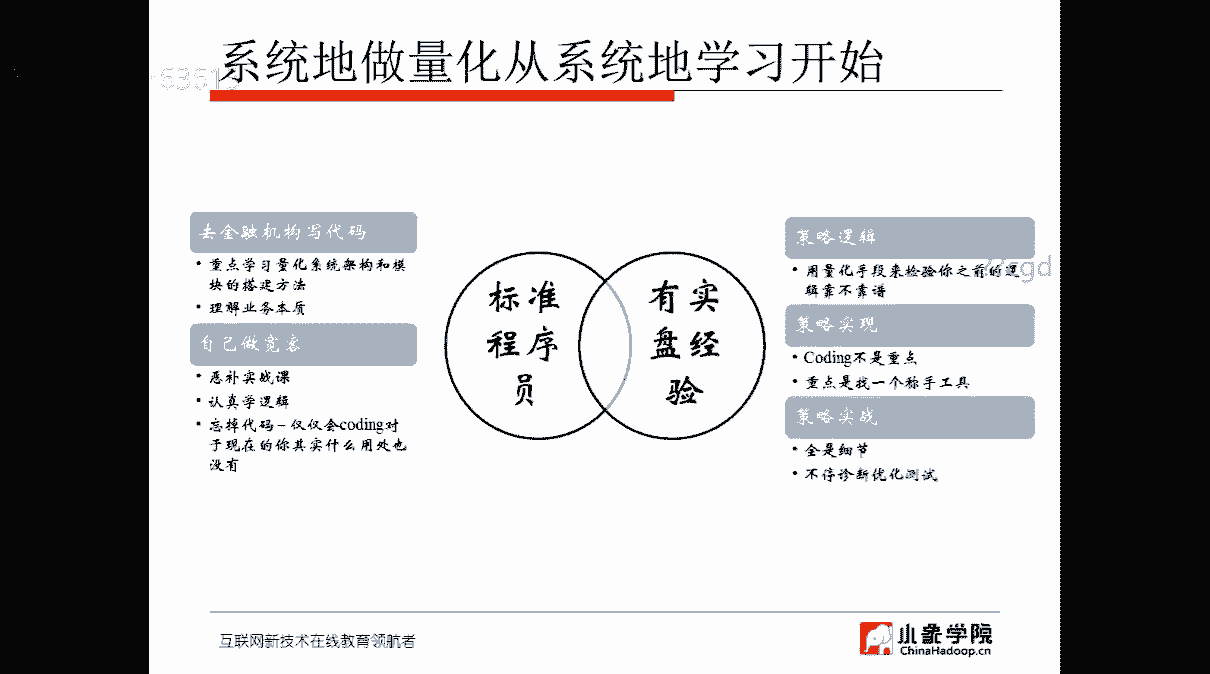 系统地做量化从系统地学习开始
去金融机构写代码
• 重点学习量化系统架构和模
块的搭建方法
• 理解业务本质
自己做宽客
• 恶补实战课
• 认真学逻辑
• 忘掉代码–仅仅会coding对
于现在的你其实什么用处也
没有
标准
程序
员
有实
盘经
验
策略逻辑
• 用量化手段来检验你之前的逻
辑靠不靠谱
策略实现
• Coding不是重点
• 重点是找一个称手工具
策略实战
• 全是细节
• 不停诊断优化测试
互联网新技术在线教育领航者
小象学院
ChinaHadoop.cn